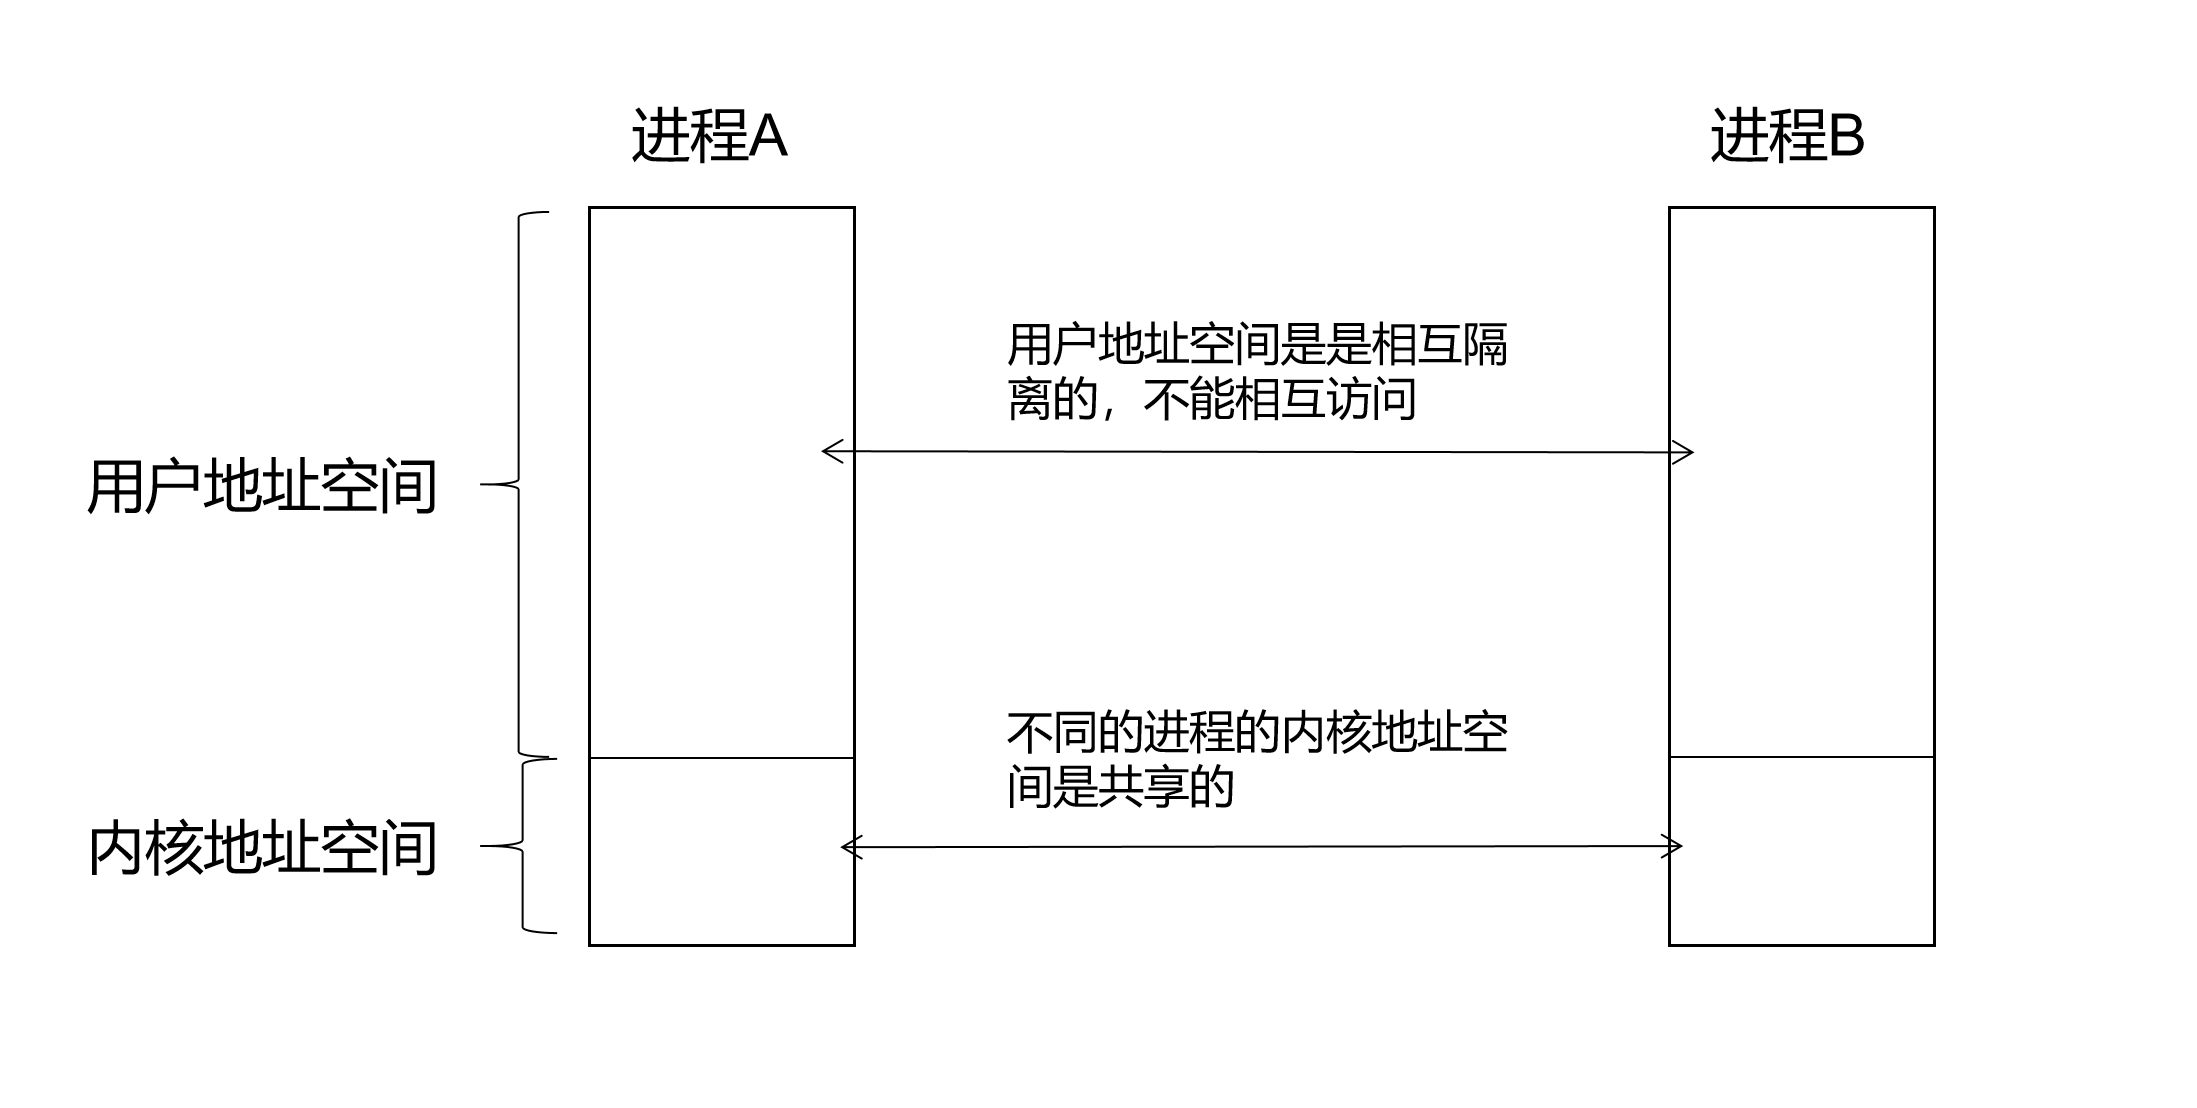 进程A
进程B
用户地址空间是是相互隔
离的，不能相互访问
用户地址空间
不同的进程的内核地址空
间是共享的
内核地址空间